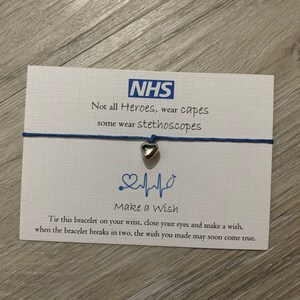 NHS
Not all Heroes, wear capes
some wear stethoscopes
Make a Wish
Tie this bracelet on your wrist, close your eyes and make a wish,
when the bracelet breaks in two, the wish you made may soon come true.